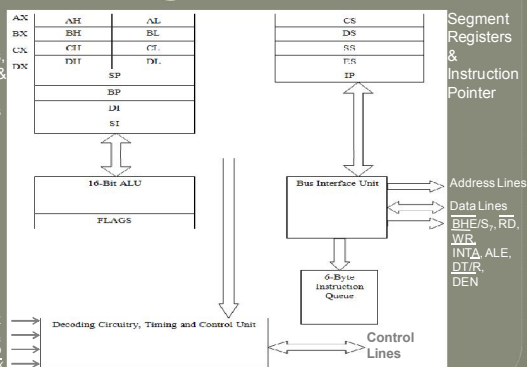 AX AH AL
BX BH BL
CX CH CL
DX DH DL
SP
BP
DI
SI
16-Bit ALU
FLAGS
CS
DS
SS
ES
IP
Segment
Registers
&
Instruction
Pointer
Bus Interface Unit
Address Lines
Data Lines
BHE/S7, RD,
WR,
INTA, ALE,
DT/R,
DEN
6-Byte
Instruction
Queue
Decoding Circuitry, Timing and Control Unit
Control
Lines
&